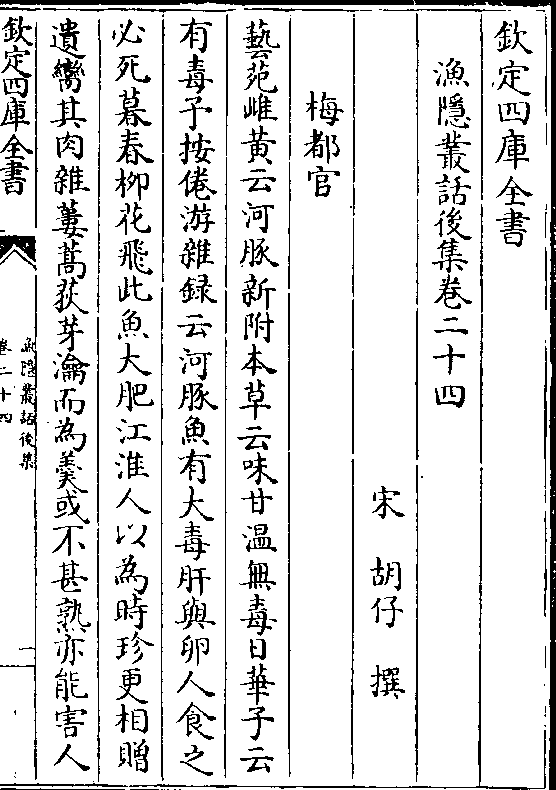 欽定四庫全書
漁隱叢話後集卷二十四
宋 胡仔 撰
梅都官
藝苑雌黄云河豚新附本草云味甘温無毒日華子云
有毒予按倦游雜録云河豚魚有大毒肝與卵人食之
必死暮春柳花飛此魚大肥江淮人以為時珍更相贈
遺臠其肉雜蔞蒿荻芽瀹而為羹或不甚熟亦能害人
欽定四庫全書
漁隱叢話後集
卷二十四
一